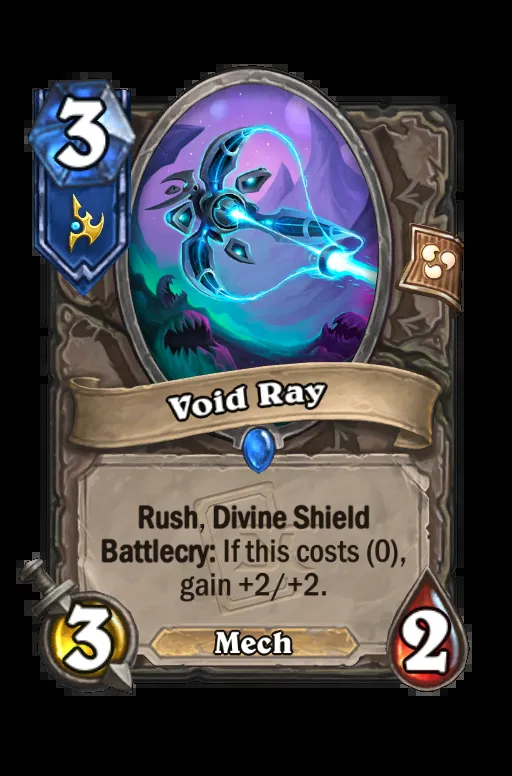 3
Void Ray
Rush, Divine Shield
Battlecry: If this costs (0),
gain +2/+2.
3
Mech
2